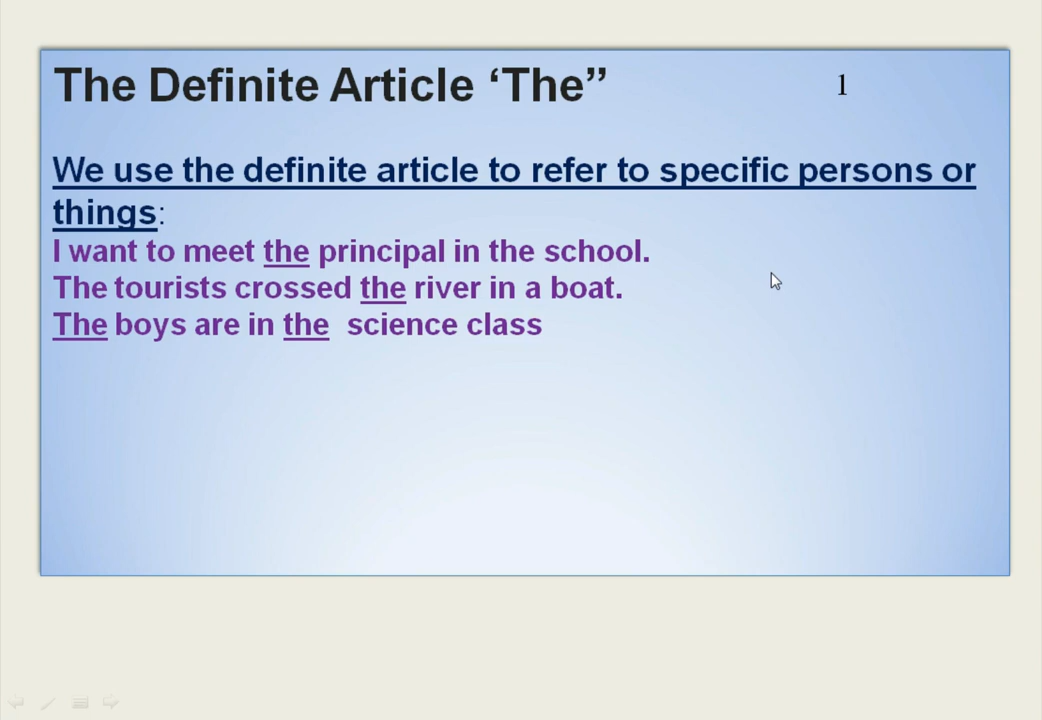 The Definite Article ‘The” 1
We use the definite article to refer to specific persons or
things:
I want to meet the principal in the school.
The tourists crossed the river in a boat.
The boys are in the  science class